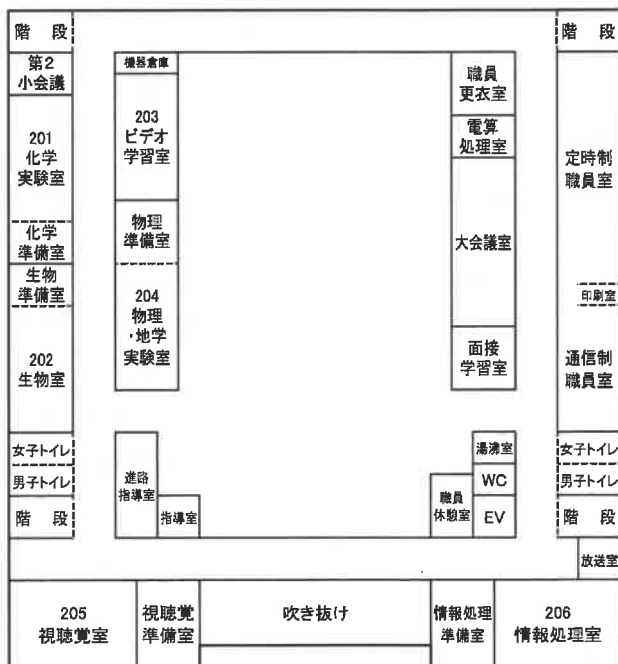 階 段
第2
小会議
201
化学
実験室
化学
準備室
生物
準備室
202
生物室
女子トイレ
男子トイレ
階 段
機器倉庫
203
ビデオ
学習室
物理
準備室
204
物理
・地学
実験室
進路
指導室
指導室
職員
更衣室
電算
処理室
大会議室
面接
学習室
湯沸室
WC
EV
職員
休験室
階 段
定時制
職員室
印刷室
通信制
職員室
女子トイレ
男子トイレ
階 段
放送室
205
視聴覚室
視聴覚
準備室
吹き抜け
情報処理
準備室
206
情報処理室